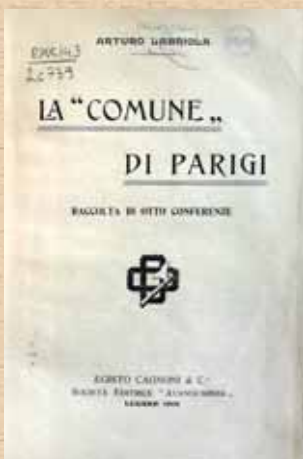 ARTURO LABRIOLA
LA "COMUNE„
DI PARIGI
RACCOLTA DI OTTO CONFERENZE
EGISTO CAGNONI & C.
SOCIETÀ EDITRICE "AVANGUARDIA„